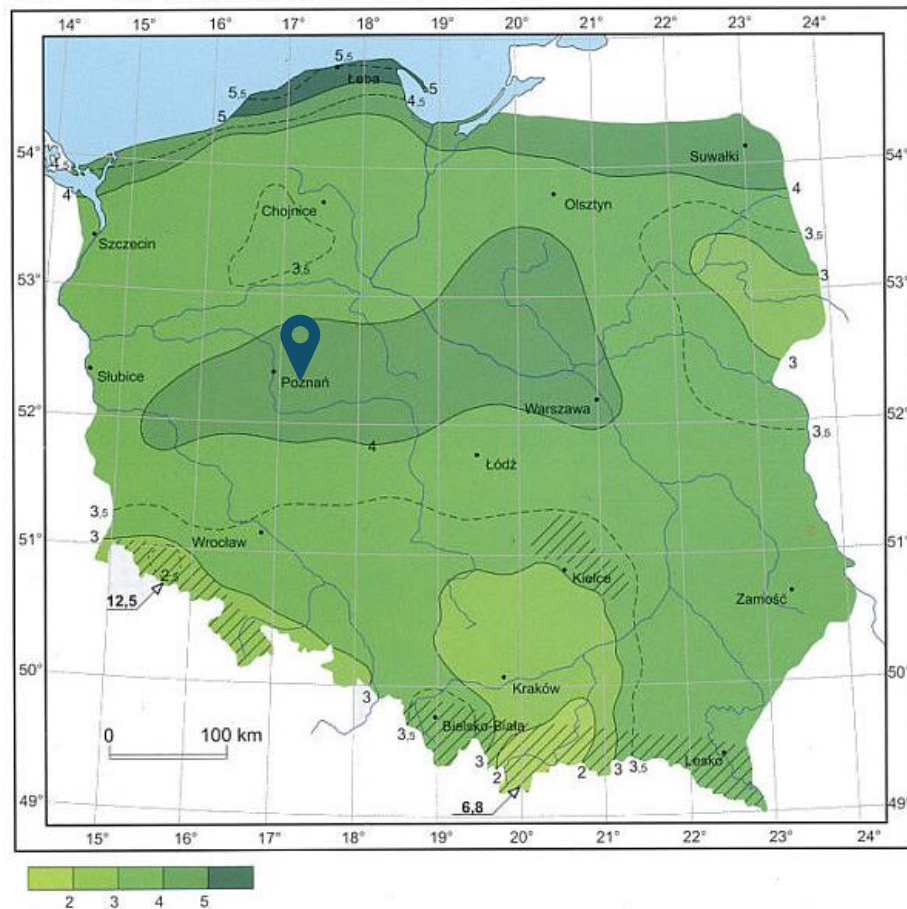 14° 15° 16° 17° 18° 19° 20° 21° 22° 23° 24°
5,5
Łeba
5,5
5
4,5
5
54°
4,5
4
Suwałki
54°
4
Chojnice
Olsztyn
Szczecin
3,5
3,5
3
53°
53°
3
Słubice
Poznań
Warszawa
52°
52°
4
3,5
Łódź
3,5
3
51°
Wrocław
51°
2,5
Kielce
12,5
Zamość
50°
50°
3
Kraków
Bielsko-Biała
0 100 km
3,5
3
2
2
3
3,5
Lesko
6,8
49°
49°
15° 16° 17° 18° 19° 20° 21° 22° 23° 24°
2 3 4 5